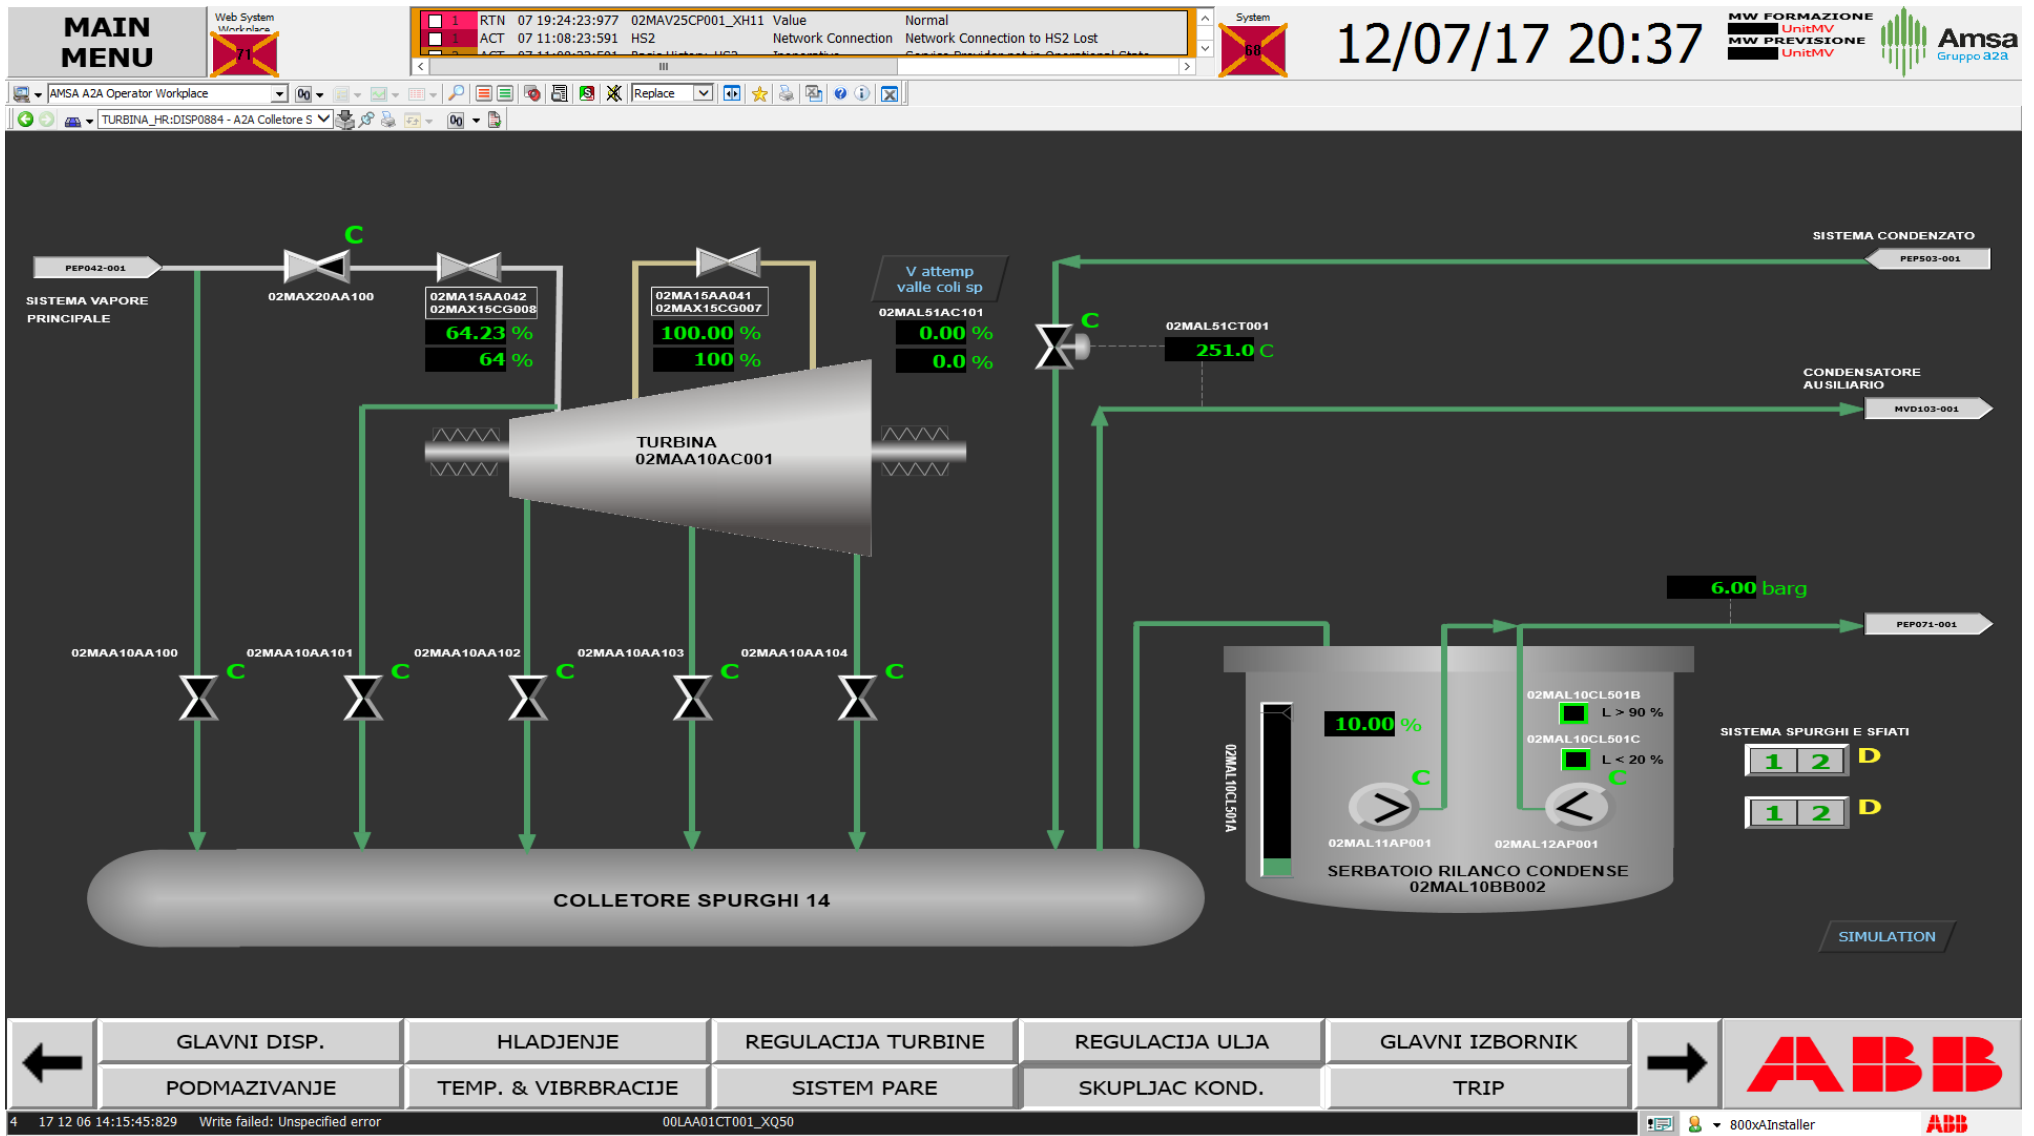 MAIN
MENU
Web System
Workplace
71
1 RTN 07 19:24:23:977 02MAV25CP001_XH11 Value Normal
1 ACT 07 11:08:23:591 HS2 Network Connection Network Connection to HS2 Lost
System
68
12/07/17 20:37
MW FORMAZIONE
UnitMV
MW PREVISIONE
UnitMV
Amsa
Gruppo a2a
AMSA A2A Operator Workplace
Replace
TURBINA_HR:DISP0884 - A2A Colletore S
PEP042-001
SISTEMA VAPORE
PRINCIPALE
C
02MAX20AA100
02MA15AA042
02MAX15CG008
64.23 %
64 %
02MA15AA041
02MAX15CG007
100.00 %
100 %
V attemp
valle coli sp
02MAL51AC101
0.00 %
0.0 %
C
02MAL51CT001
251.0 C
SISTEMA CONDENZATO
PEP503-001
CONDENSATORE
AUSILIARIO
MVD103-001
TURBINA
02MAA10AC001
6.00 barg
PEP071-001
02MAA10AA100 C
02MAA10AA101 C
02MAA10AA102 C
02MAA10AA103 C
02MAA10AA104 C
02MAL10CL501A
10.00 %
02MAL10CL501B
L > 90 %
02MAL10CL501C
L < 20 %
C
C
02MAL11AP001
02MAL12AP001
SERBATOIO RILANCO CONDENSE
02MAL10BB002
SISTEMA SPURGHI E SFIATI
1 2 D
1 2 D
COLLETORE SPURGHI 14
SIMULATION
GLAVNI DISP.
HLADJENJE
REGULACIJA TURBINE
REGULACIJA ULJA
GLAVNI IZBORNIK
PODMAZIVANJE
TEMP. & VIBRBRACIJE
SISTEM PARE
SKUPLJAC KOND.
TRIP
ABB
4 17 12 06 14:15:45:829 Write failed: Unspecified error 00LAA01CT001_XQ50
800xAInstaller
ABB